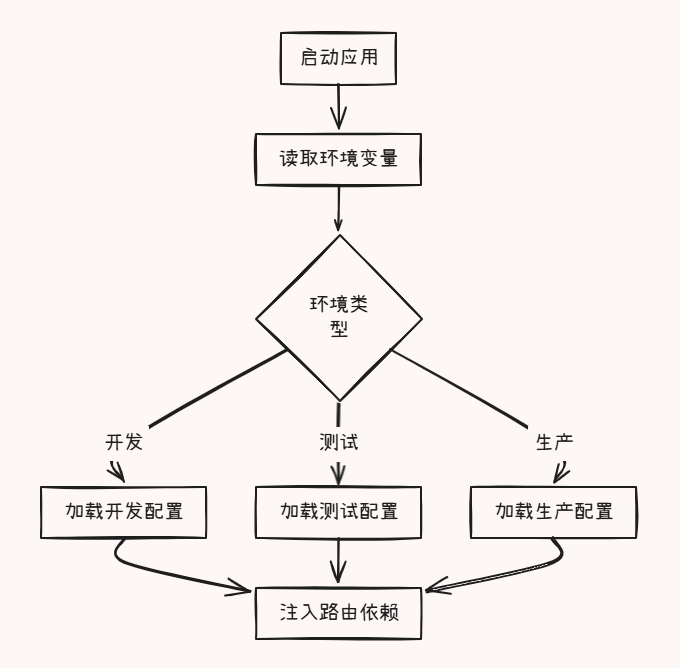 启动应用
读取环境变量
环境类
型
开发
测试
生产
加载开发配置
加载测试配置
加载生产配置
注入路由依赖